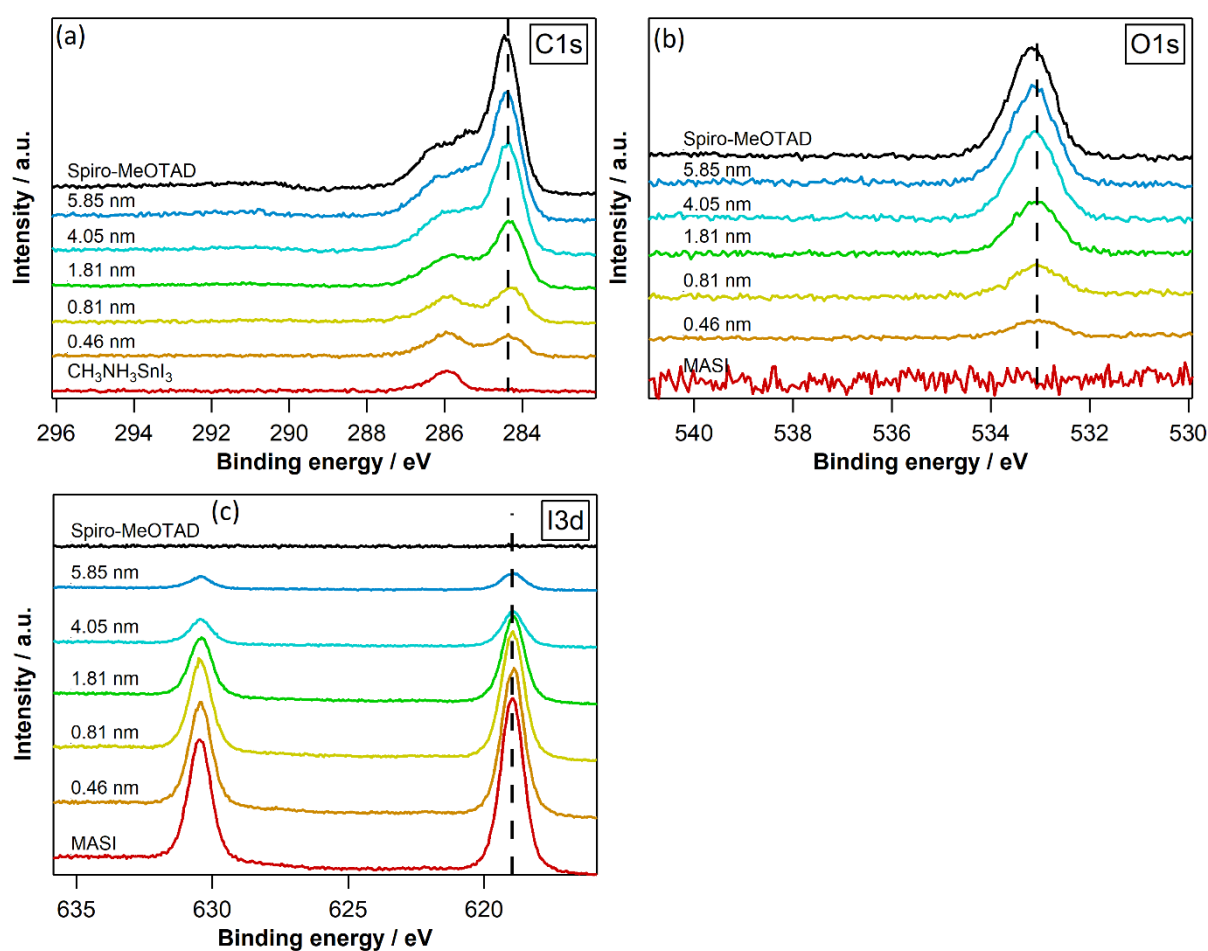 (a)
C1s
Spiro-MeOTAD
5.85 nm
4.05 nm
1.81 nm
0.81 nm
0.46 nm
CH₃NH₃SnI₃
Intensity / a.u.
296 294 292 290 288 286 284
Binding energy / eV
(b)
O1s
Spiro-MeOTAD
5.85 nm
4.05 nm
1.81 nm
0.81 nm
0.46 nm
MASI
Intensity / a.u.
540 538 536 534 532 530
Binding energy / eV
(c)
I3d
Spiro-MeOTAD
5.85 nm
4.05 nm
1.81 nm
0.81 nm
0.46 nm
MASI
Intensity / a.u.
635 630 625 620
Binding energy / eV